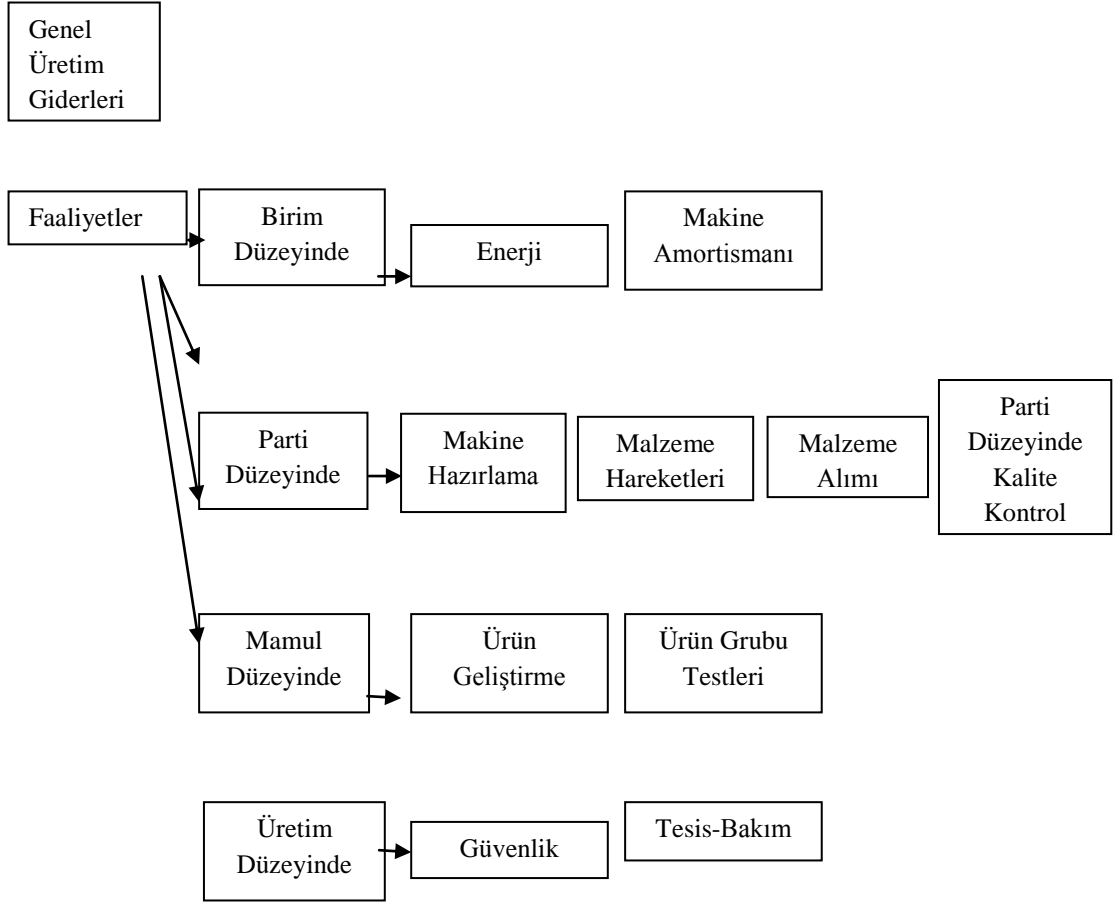 Genel
Üretim
Giderleri
Faaliyetler
Birim
Düzeyinde
Enerji
Makine
Amortismanı
Parti
Düzeyinde
Makine
Hazırlama
Malzeme
Hareketleri
Malzeme
Alımı
Parti
Düzeyinde
Kalite
Kontrol
Mamul
Düzeyinde
Ürün
Geliştirme
Ürün Grubu
Testleri
Üretim
Düzeyinde
Güvenlik
Tesis-Bakım